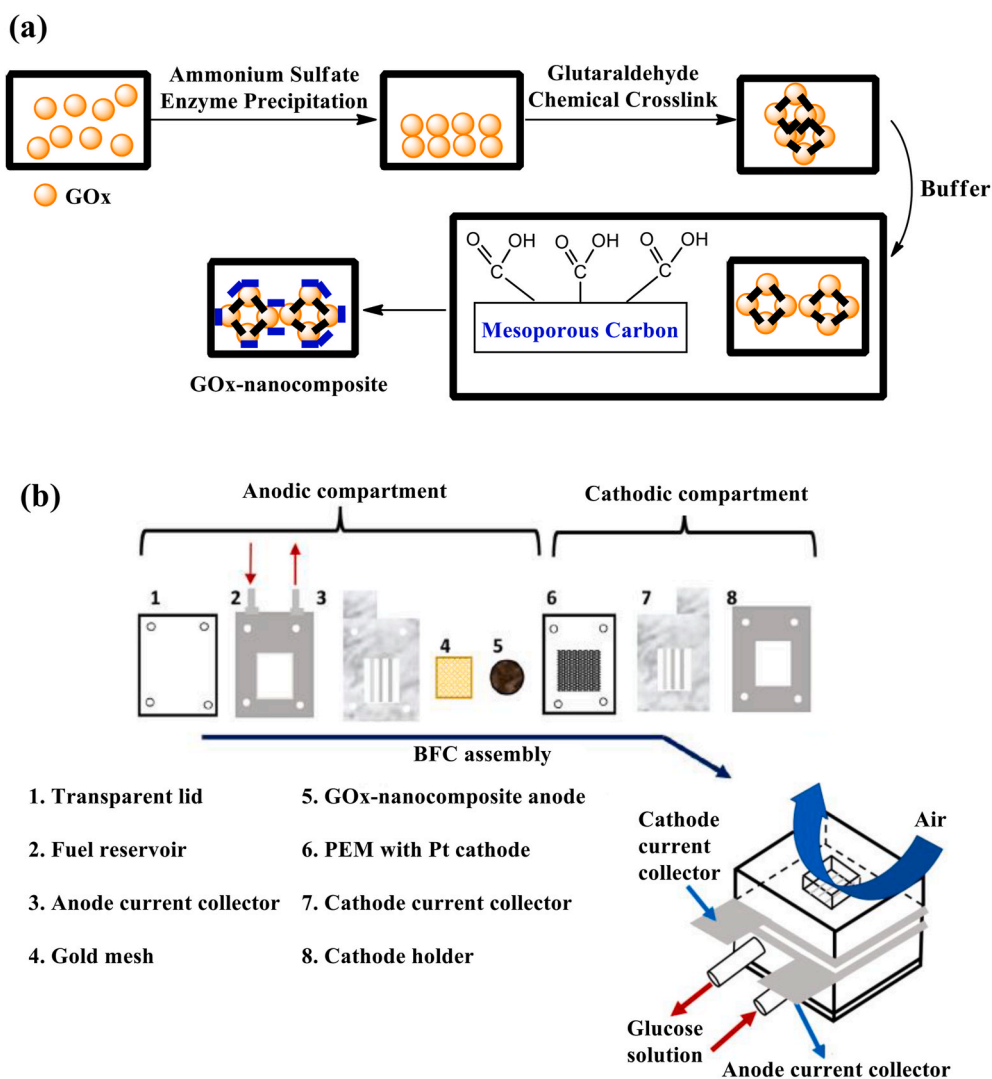 (a)
Ammonium Sulfate
Enzyme Precipitation
Glutaraldehyde
Chemical Crosslink
GOx
Buffer
O OH O OH O OH
C C C
Mesoporous Carbon
GOx-nanocomposite
(b)
Anodic compartment
Cathodic compartment
1 2 3 4 5 6 7 8
BFC assembly
1. Transparent lid
2. Fuel reservoir
3. Anode current collector
4. Gold mesh
5. GOx-nanocomposite anode
6. PEM with Pt cathode
7. Cathode current collector
8. Cathode holder
Cathode
current
collector
Air
Glucose
solution
Anode current collector